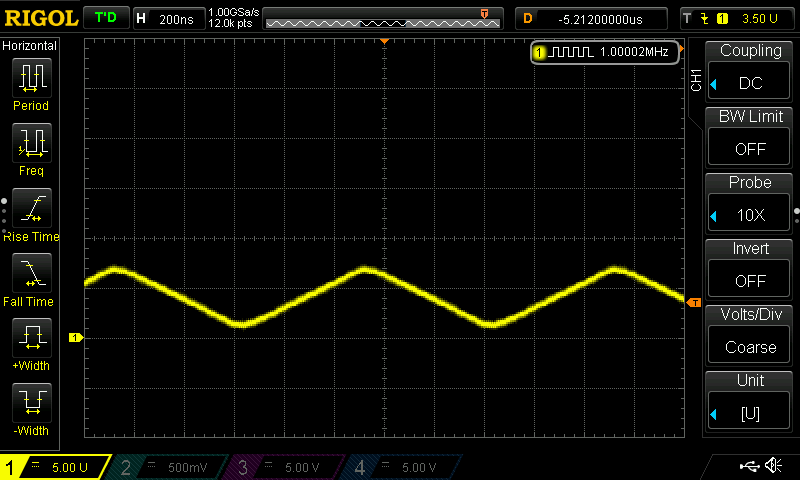 RIGOL T'D H 200ns 1.00GSa/s 12.0k pts T D -5.21200000us T 1 3.50 U
Horizontal
Period
Freq
Rise Time
Fall Time
+Width
-Width
1 1.00002MHz
T
1
CH1
Coupling
DC
BW Limit
OFF
Probe
10X
Invert
OFF
Volts/Div
Coarse
Unit
[U]
1 5.00 U 2 500mV 3 5.00 V 4 5.00 V